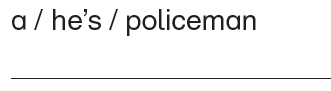 a / he’s / policeman